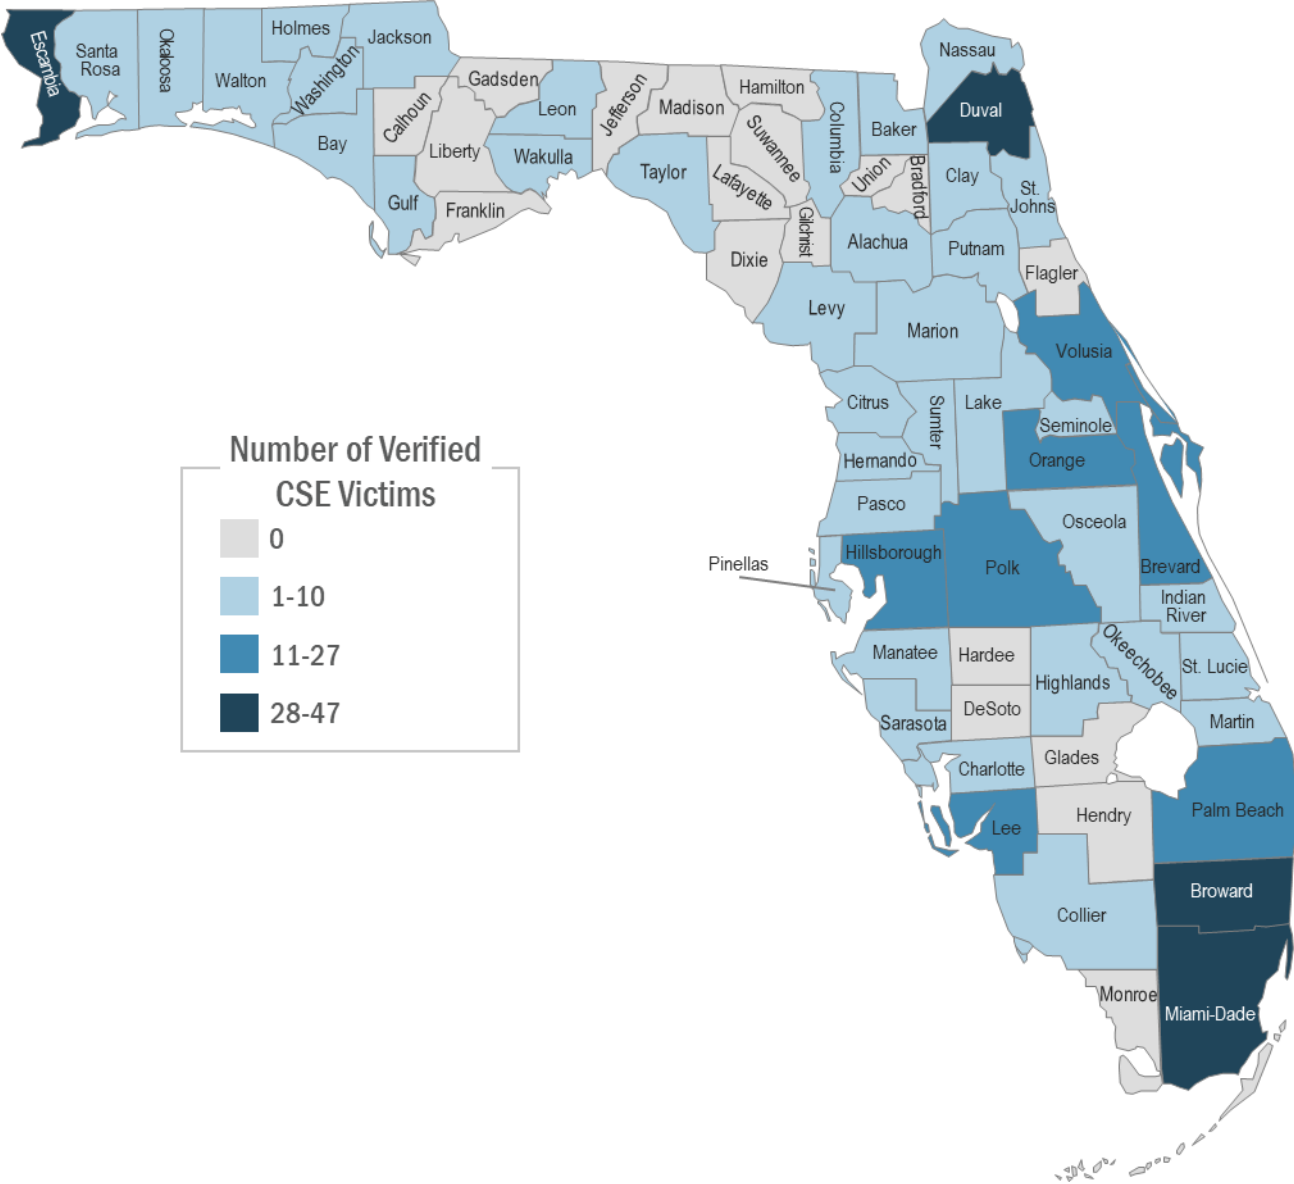 Escambia
Santa
Rosa
Okaloosa
Walton
Holmes
Washington
Jackson
Bay
Calhoun
Gulf
Liberty
Gadsden
Franklin
Leon
Wakulla
Jefferson
Madison
Taylor
Hamilton
Suwannee
Lafayette
Dixie
Gilchrist
Columbia
Baker
Union
Bradford
Nassau
Duval
Clay
St.
Johns
Alachua
Putnam
Flagler
Levy
Marion
Volusia
Citrus
Sumter
Lake
Seminole
Orange
Hernando
Pasco
Osceola
Pinellas
Hillsborough
Polk
Brevard
Indian
River
Manatee
Hardee
Highlands
Okeechobee
St. Lucie
Sarasota
DeSoto
Martin
Charlotte
Glades
Lee
Hendry
Palm Beach
Collier
Broward
Monroe
Miami-Dade
Number of Verified
CSE Victims
0
1-10
11-27
28-47